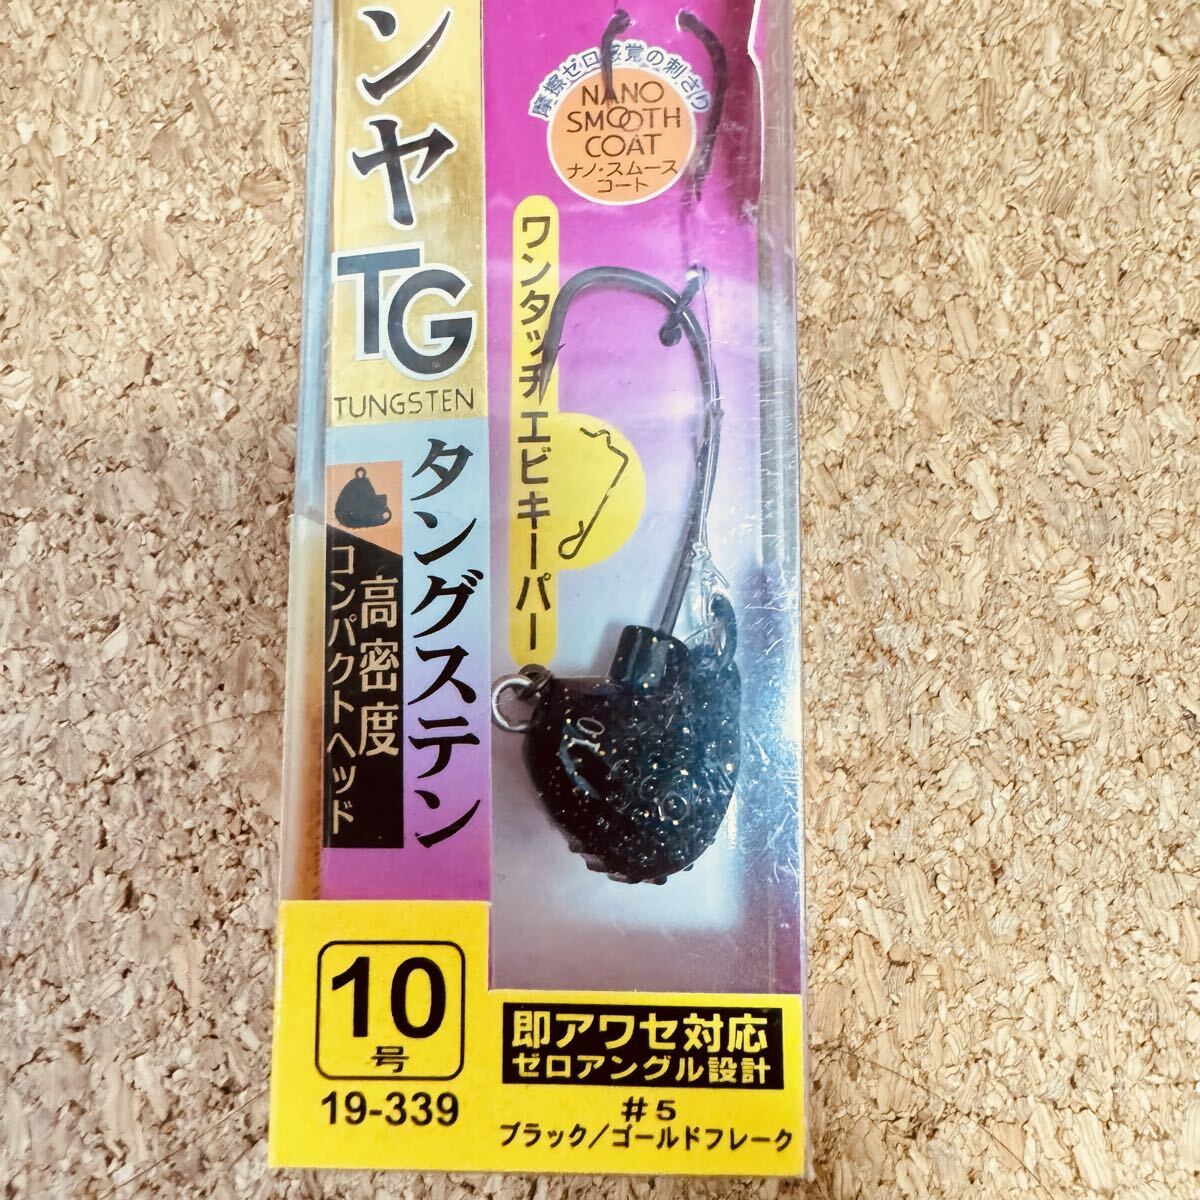 ンヤ
TG
TUNGSTEN
タングステン
高密度
コンパクトヘッド
摩擦ゼロ感覚の刺さり
NANO
SMOOTH
COAT
ナノ・スムース
コート
ワンタッチエビキーパー
10
10
号
19-339
即アワセ対応
ゼロアングル設計
#5
ブラック/ゴールドフレーク